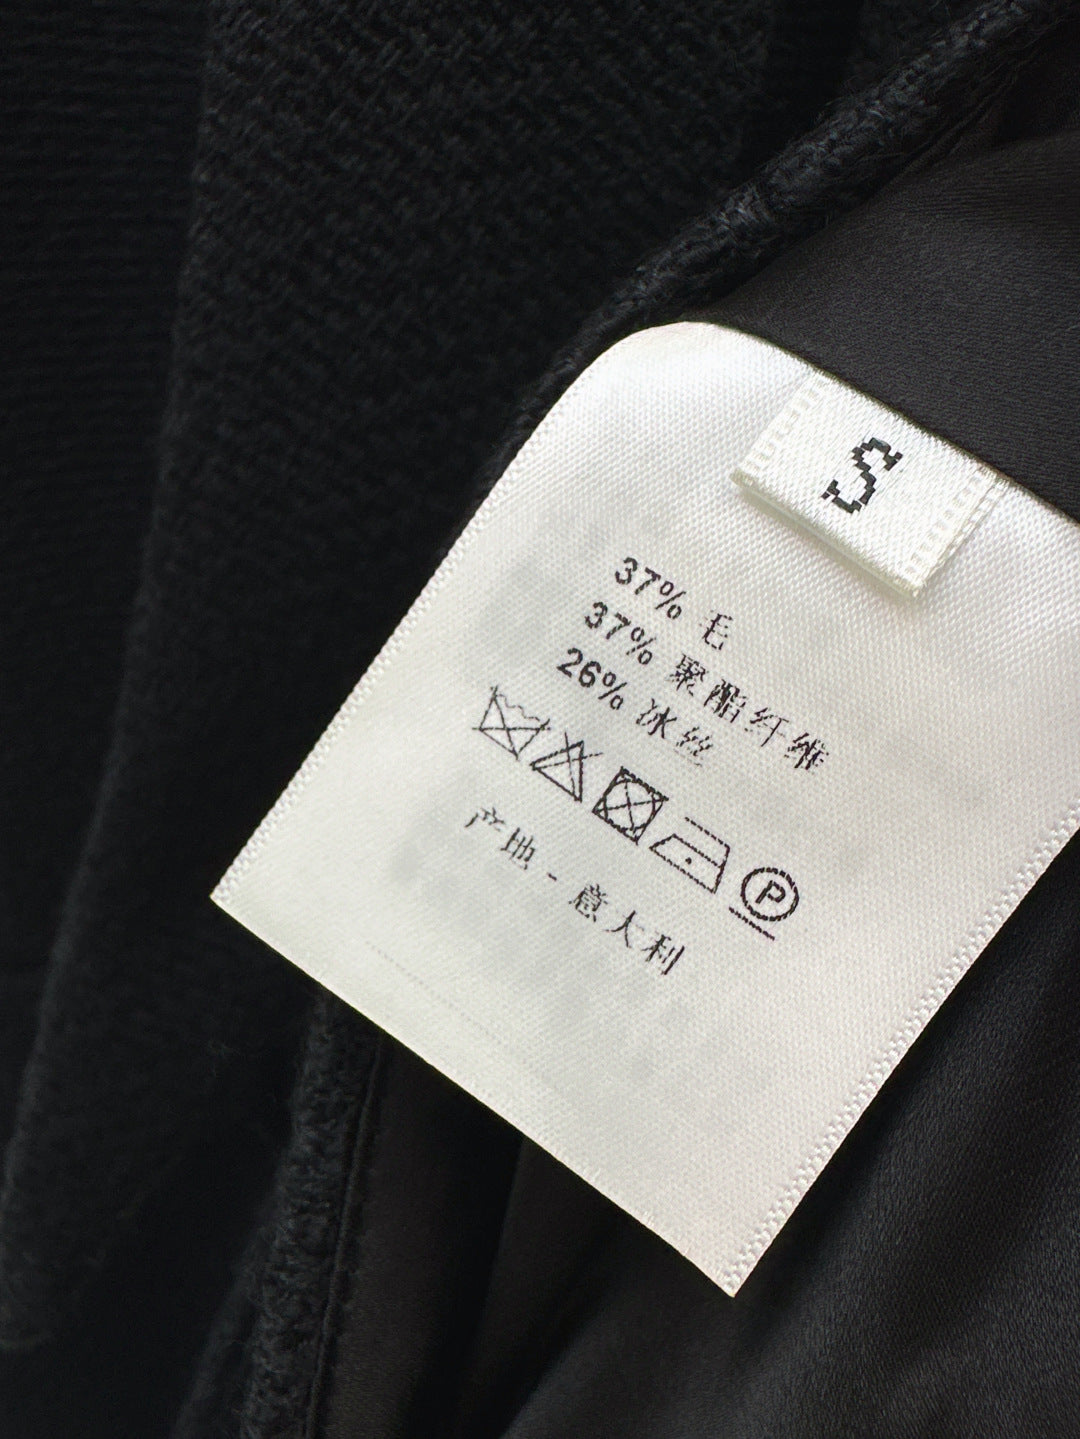 S
37% 毛
37% 聚酯纤维
26% 冰丝
P
产地 - 意大利